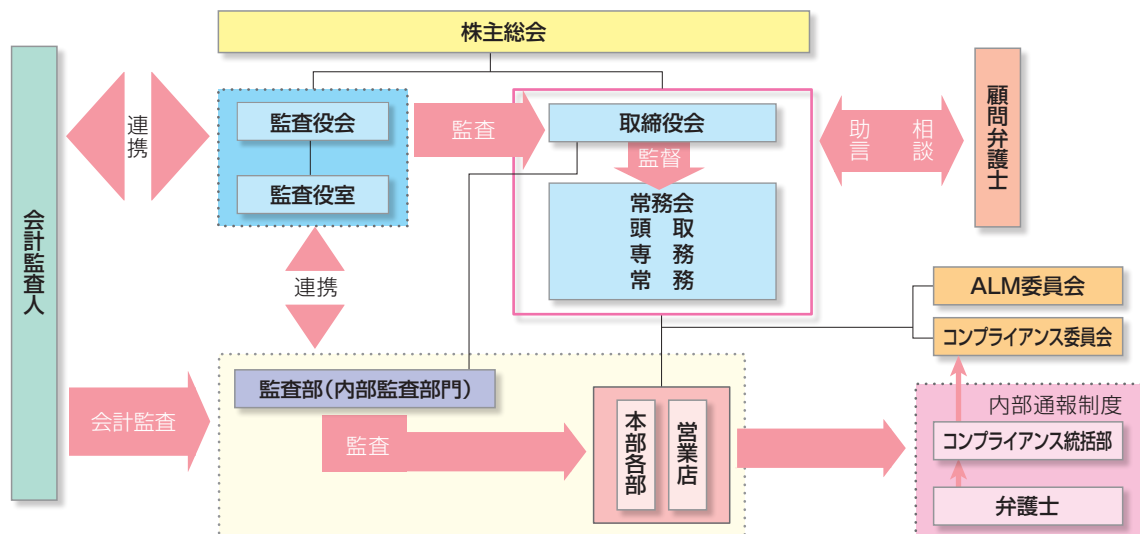 株主総会
会計監査人
連携
監査役会
監査役室
監査
取締役会
監督
常務会
頭　取
専　務
常　務
助言
相談
顧問弁護士
連携
ALM委員会
コンプライアンス委員会
会計監査
監査部（内部監査部門）
監査
本部各部
営業店
内部通報制度
コンプライアンス統括部
弁護士